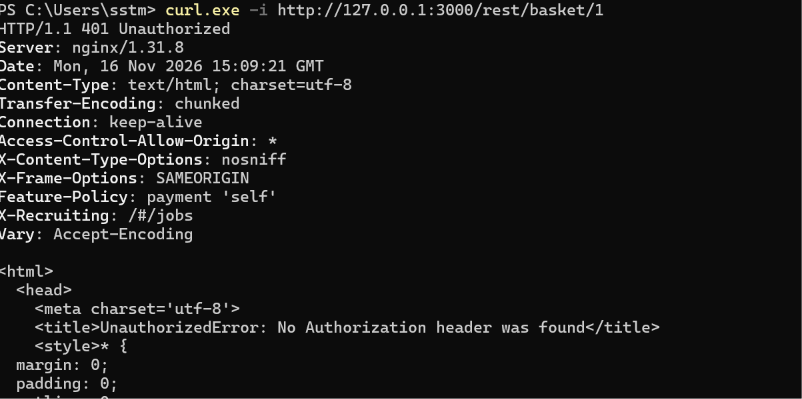 PS C:\Users\sstm> curl.exe -i http://127.0.0.1:3000/rest/basket/1
HTTP/1.1 401 Unauthorized
Server: nginx/1.31.8
Date: Mon, 16 Nov 2026 15:09:21 GMT
Content-Type: text/html; charset=utf-8
Transfer-Encoding: chunked
Connection: keep-alive
Access-Control-Allow-Origin: *
X-Content-Type-Options: nosniff
X-Frame-Options: SAMEORIGIN
Feature-Policy: payment 'self'
X-Recruiting: /#/jobs
Vary: Accept-Encoding

<html>
  <head>
    <meta charset='utf-8'>
    <title>UnauthorizedError: No Authorization header was found</title>
    <style>* {
  margin: 0;
  padding: 0;